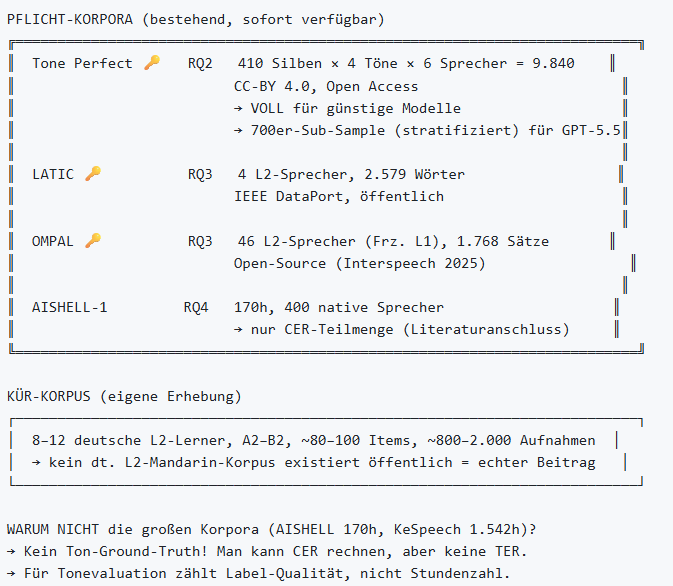 PFLICHT-KORPORA (bestehend, sofort verfügbar)
Tone Perfect 🔑 RQ2 410 Silben × 4 Töne × 6 Sprecher = 9.840
CC-BY 4.0, Open Access
→ VOLL für günstige Modelle
→ 700er-Sub-Sample (stratifiziert) für GPT-5.5
LATIC 🔑 RQ3 4 L2-Sprecher, 2.579 Wörter
IEEE DataPort, öffentlich
OMPAL 🔑 RQ3 46 L2-Sprecher (Frz. L1), 1.768 Sätze
Open-Source (Interspeech 2025)
AISHELL-1 RQ4 170h, 400 native Sprecher
→ nur CER-Teilmenge (Literaturanschluss)
KÜR-KORPUS (eigene Erhebung)
8–12 deutsche L2-Lerner, A2–B2, ~80–100 Items, ~800–2.000 Aufnahmen
→ kein dt. L2-Mandarin-Korpus existiert öffentlich = echter Beitrag
WARUM NICHT die großen Korpora (AISHELL 170h, KeSpeech 1.542h)?
→ Kein Ton-Ground-Truth! Man kann CER rechnen, aber keine TER.
→ Für Tonevaluation zählt Label-Qualität, nicht Stundenzahl.